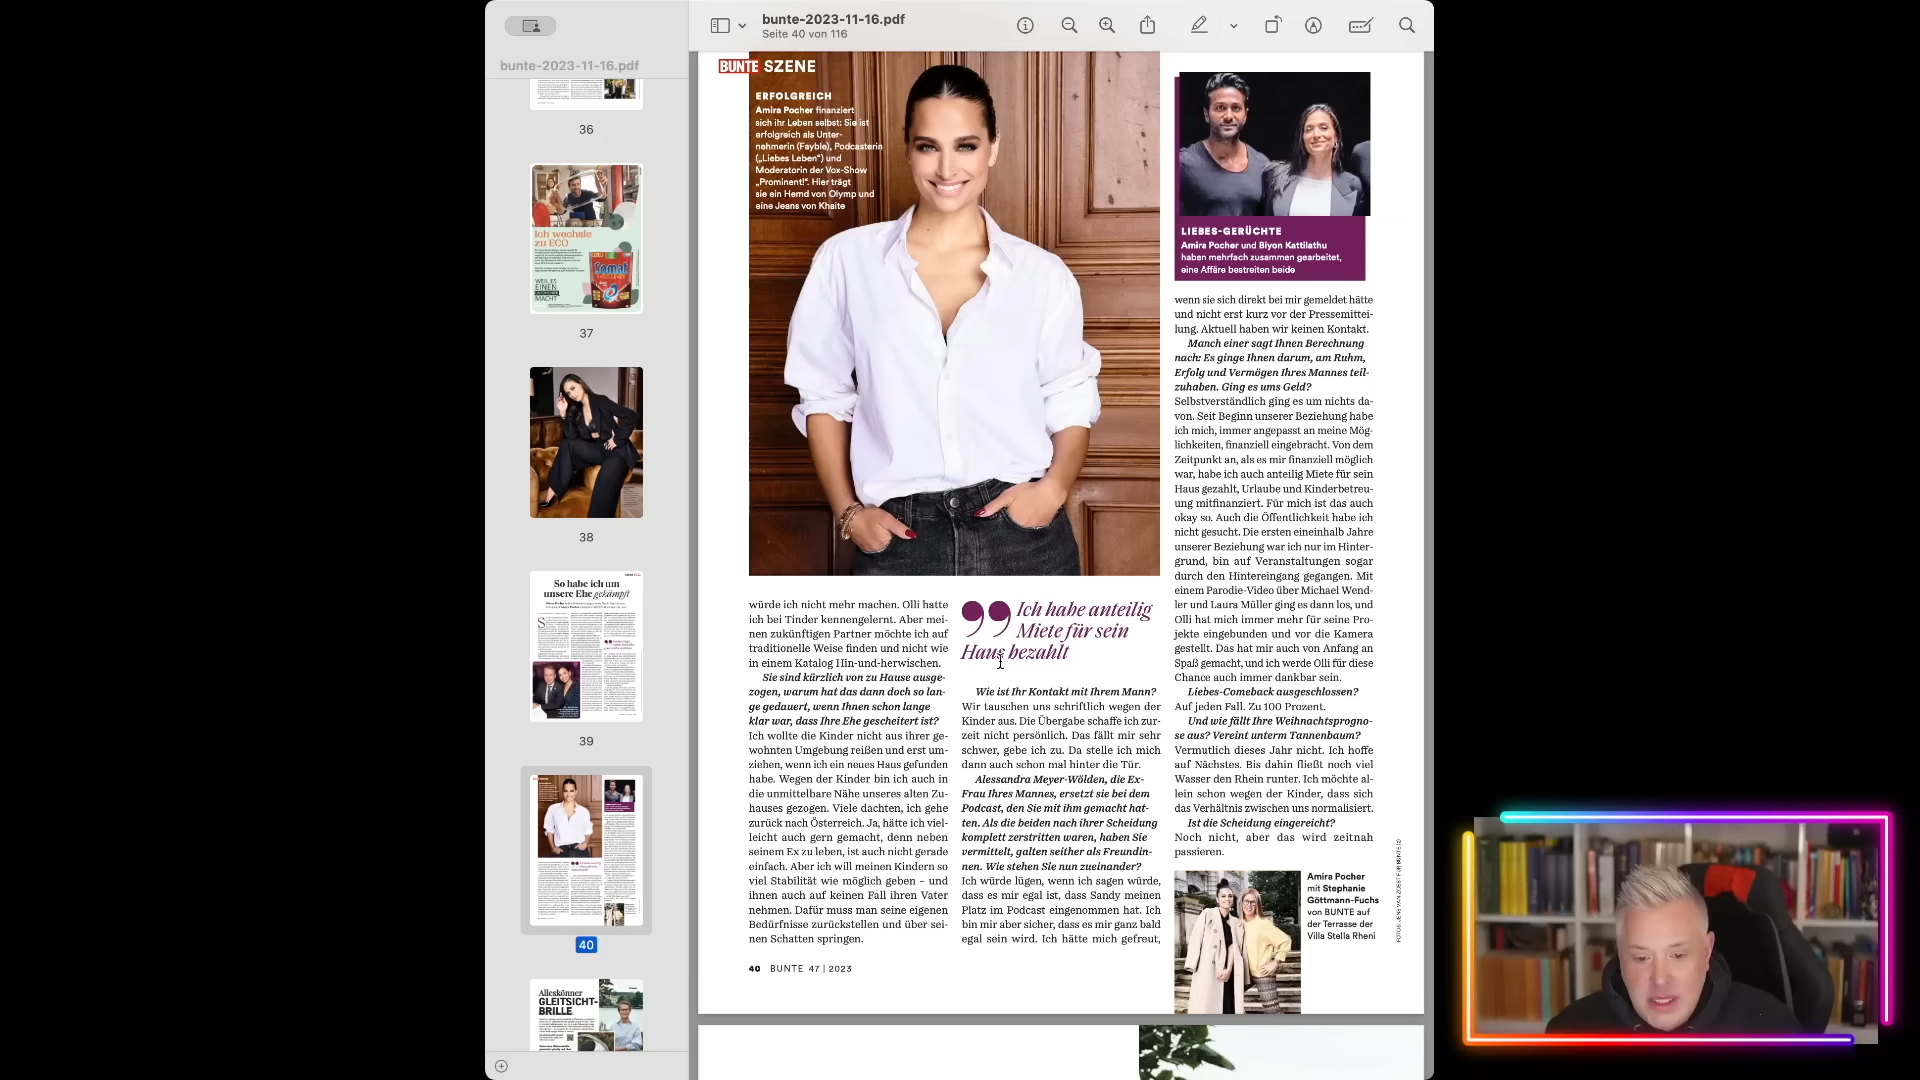 bunte-2023-11-16.pdf
Seite 40 von 116
bunte-2023-11-16.pdf
36
Ich wechsle
zu ECO
Somat
WEIL ES
EINEN
MACHT
37
38
So habe ich um
unsere Ehe gekämpft
39
40
Alleskönner
GLEITSICHT-
BRILLE
BUNTE SZENE
ERFOLGREICH
Amira Pocher finanziert
sich ihr Leben selbst: Sie ist
erfolgreich als Unter-
nehmerin (Fayble), Podcasterin
(„Liebes Leben“) und
Moderatorin der Vox-Show
„Prominent!“. Hier trägt
sie ein Hemd von Olymp und
eine Jeans von Khaite
würde ich nicht mehr machen. Olli hatte
ich bei Tinder kennengelernt. Aber mei-
nen zukünftigen Partner möchte ich auf
traditionelle Weise finden und nicht wie
in einem Katalog Hin-und-herwischen.
Sie sind kürzlich von zu Hause ausge-
zogen, warum hat das dann doch so lan-
ge gedauert, wenn Ihnen schon lange
klar war, dass Ihre Ehe gescheitert ist?
Ich wollte die Kinder nicht aus ihrer ge-
wohnten Umgebung reißen und erst um-
ziehen, wenn ich ein neues Haus gefunden
habe. Wegen der Kinder bin ich auch in
die unmittelbare Nähe unseres alten Zu-
hauses gezogen. Viele dachten, ich gehe
zurück nach Österreich. Ja, hätte ich viel-
leicht auch gern gemacht, denn neben
seinem Ex zu leben, ist auch nicht gerade
einfach. Aber ich will meinen Kindern so
viel Stabilität wie möglich geben – und
ihnen auch auf keinen Fall ihren Vater
nehmen. Dafür muss man seine eigenen
Bedürfnisse zurückstellen und über sei-
nen Schatten springen.
Ich habe anteilig
Miete für sein
Haus bezahlt
Wie ist Ihr Kontakt mit Ihrem Mann?
Wir tauschen uns schriftlich wegen der
Kinder aus. Die Übergabe schaffe ich zur-
zeit nicht persönlich. Das fällt mir sehr
schwer, gebe ich zu. Da stelle ich mich
dann auch schon mal hinter die Tür.
Alessandra Meyer-Wölden, die Ex-
Frau Ihres Mannes, ersetzt sie bei dem
Podcast, den Sie mit ihm gemacht hat-
ten. Als die beiden nach ihrer Scheidung
komplett zerstritten waren, haben Sie
vermittelt, galten seither als Freundin-
nen. Wie stehen Sie nun zueinander?
Ich würde lügen, wenn ich sagen würde,
dass es mir egal ist, dass Sandy meinen
Platz im Podcast eingenommen hat. Ich
bin mir aber sicher, dass es mir ganz bald
egal sein wird. Ich hätte mich gefreut,
LIEBES-GERÜCHTE
Amira Pocher und Biyon Kattilathu
haben mehrfach zusammen gearbeitet,
eine Affäre bestreiten beide
wenn sie sich direkt bei mir gemeldet hätte
und nicht erst kurz vor der Pressemittei-
lung. Aktuell haben wir keinen Kontakt.
Manch einer sagt Ihnen Berechnung
nach: Es ginge Ihnen darum, am Ruhm,
Erfolg und Vermögen Ihres Mannes teil-
zuhaben. Ging es ums Geld?
Selbstverständlich ging es um nichts da-
von. Seit Beginn unserer Beziehung habe
ich mich, immer angepasst an meine Mög-
lichkeiten, finanziell eingebracht. Von dem
Zeitpunkt an, als es mir finanziell möglich
war, habe ich auch anteilig Miete für sein
Haus gezahlt, Urlaube und Kinderbetreu-
ung mitfinanziert. Für mich ist das auch
okay so. Auch die Öffentlichkeit habe ich
nicht gesucht. Die ersten eineinhalb Jahre
unserer Beziehung war ich nur im Hinter-
grund, bin auf Veranstaltungen sogar
durch den Hintereingang gegangen. Mit
einem Parodie-Video über Michael Wend-
ler und Laura Müller ging es dann los, und
Olli hat mich immer mehr für seine Pro-
jekte eingebunden und vor die Kamera
gestellt. Das hat mir auch von Anfang an
Spaß gemacht, und ich werde Olli für diese
Chance auch immer dankbar sein.
Liebes-Comeback ausgeschlossen?
Auf jeden Fall. Zu 100 Prozent.
Und wie fällt Ihre Weihnachtsprogno-
se aus? Vereint unterm Tannenbaum?
Vermutlich dieses Jahr nicht. Ich hoffe
auf Nächstes. Bis dahin fließt noch viel
Wasser den Rhein runter. Ich möchte al-
lein schon wegen der Kinder, dass sich
das Verhältnis zwischen uns normalisiert.
Ist die Scheidung eingereicht?
Noch nicht, aber das wird zeitnah
passieren.
Amira Pocher
mit Stephanie
Göttmann-Fuchs
von BUNTE auf
der Terrasse der
Villa Stella Rheni
40 BUNTE 47 | 2023